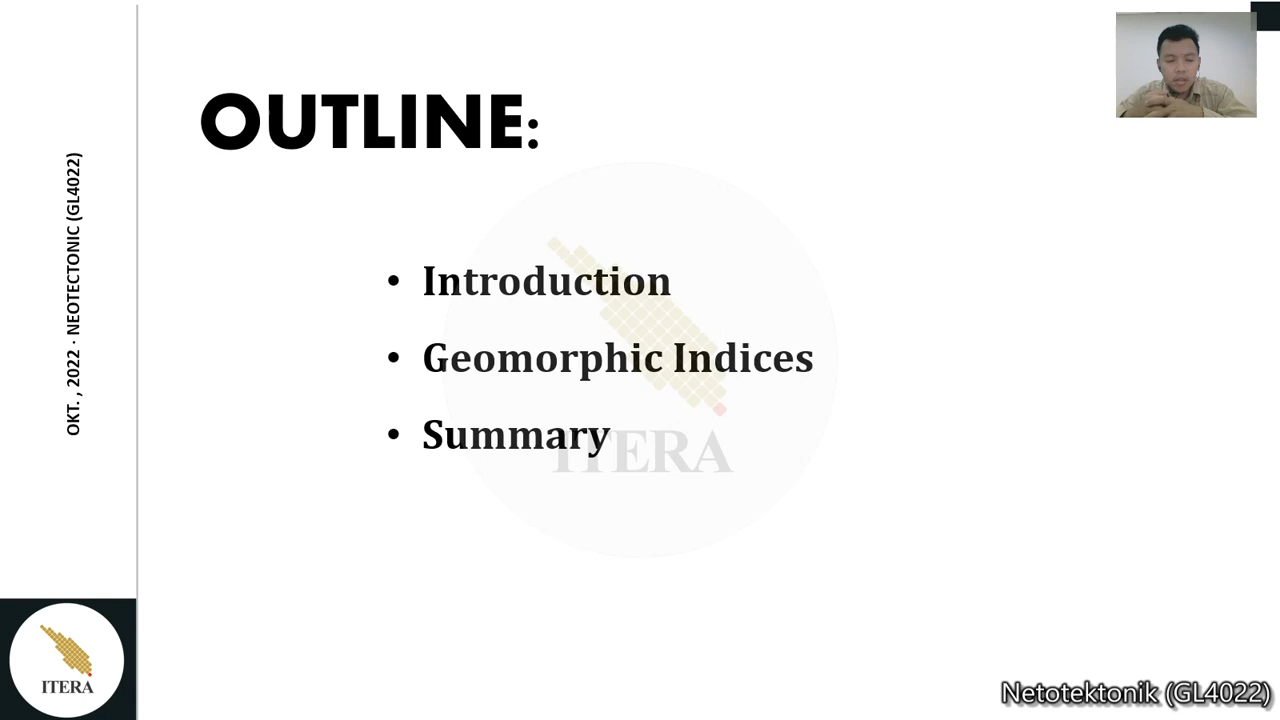 OUTLINE:
• Introduction
• Geomorphic Indices
• Summary
ITERA
OKT. , 2022 · NEOTECTONIC (GL4022)
ITERA
Netotektonik (GL4022)